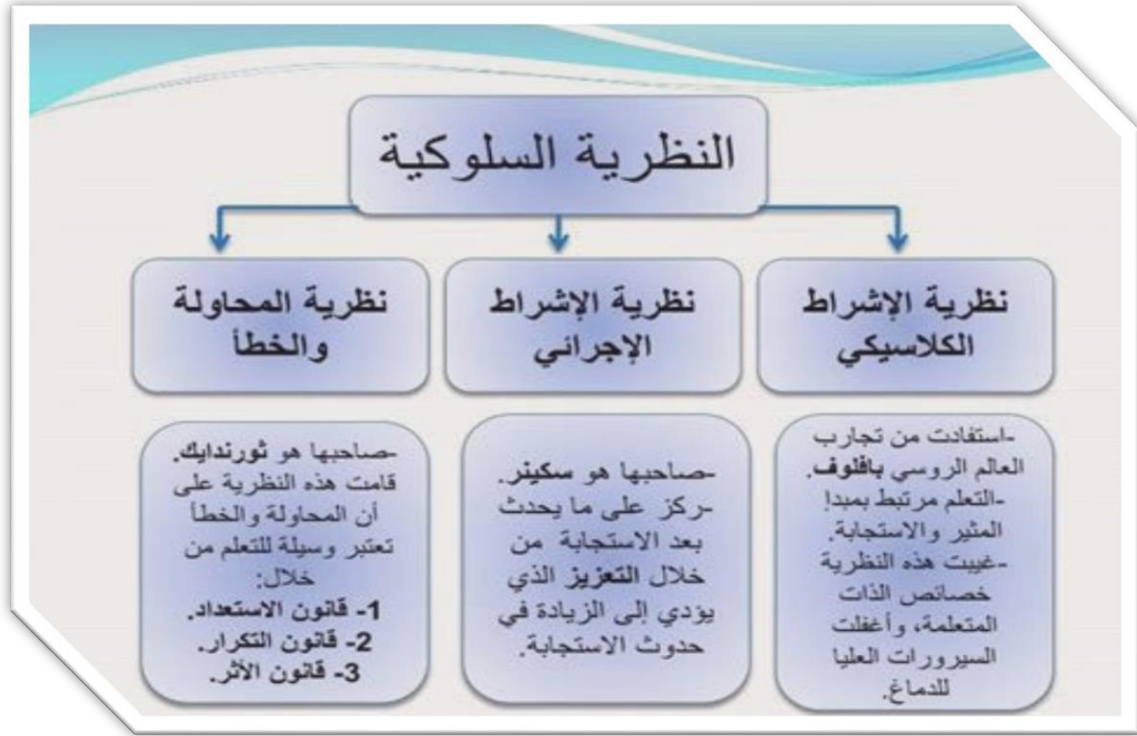 النظرية السلوكية
نظرية الإشراط
الكلاسيكي
نظرية الإشراط
الإجرائي
نظرية المحاولة
والخطأ
-استفادت من تجارب
العالم الروسي بافلوف.
-التعلم مرتبط بمبدإ
المثير والاستجابة.
-غيبت هذه النظرية
خصائص الذات
المتعلمة، وأغفلت
السيرورات العليا
للدماغ.
-صاحبها هو سكينر.
-ركز على ما يحدث
بعد الاستجابة من
خلال التعزيز الذي
يؤدي إلى الزيادة في
حدوث الاستجابة.
-صاحبها هو ثورندايك.
قامت هذه النظرية على
أن المحاولة والخطأ
تعتبر وسيلة للتعلم من
خلال:
1- قانون الاستعداد.
2- قانون التكرار.
3- قانون الأثر.